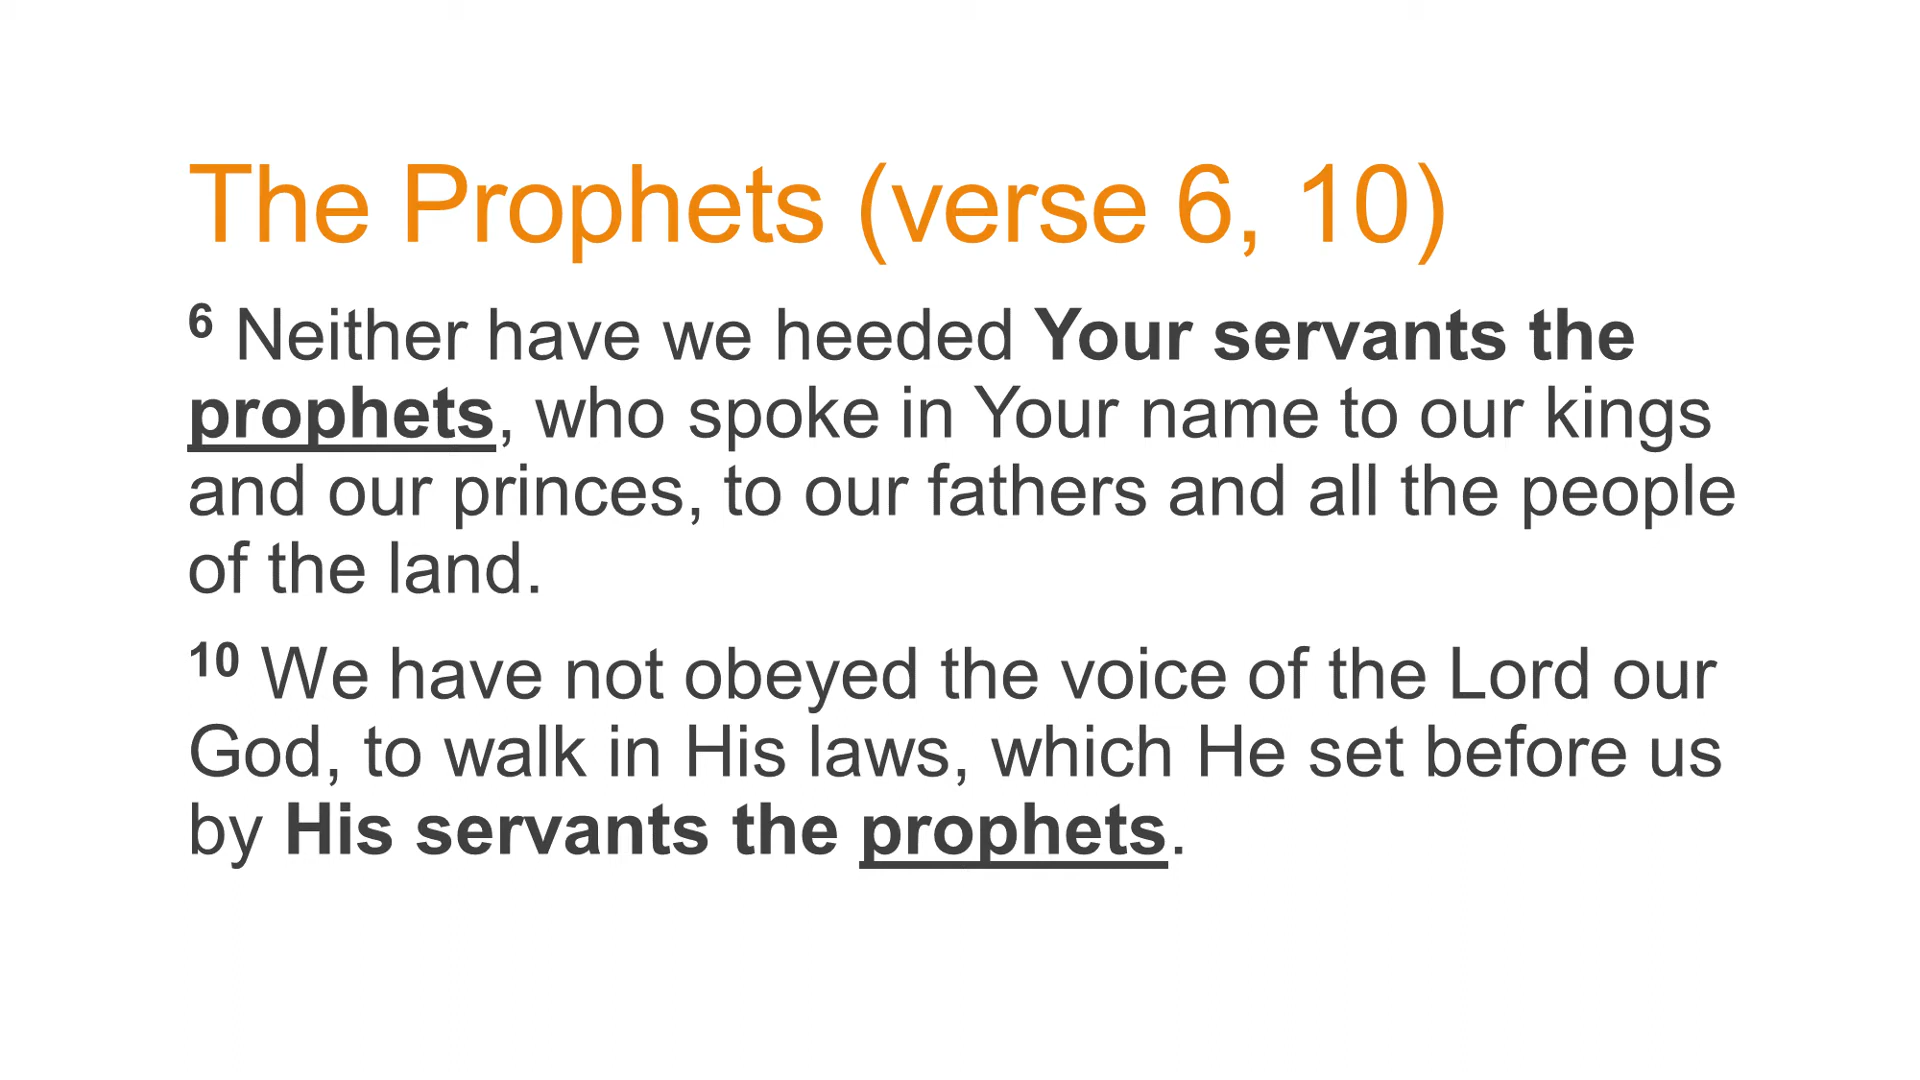 The Prophets (verse 6, 10)
6 Neither have we heeded Your servants the
prophets, who spoke in Your name to our kings
and our princes, to our fathers and all the people
of the land.
10 We have not obeyed the voice of the Lord our
God, to walk in His laws, which He set before us
by His servants the prophets.